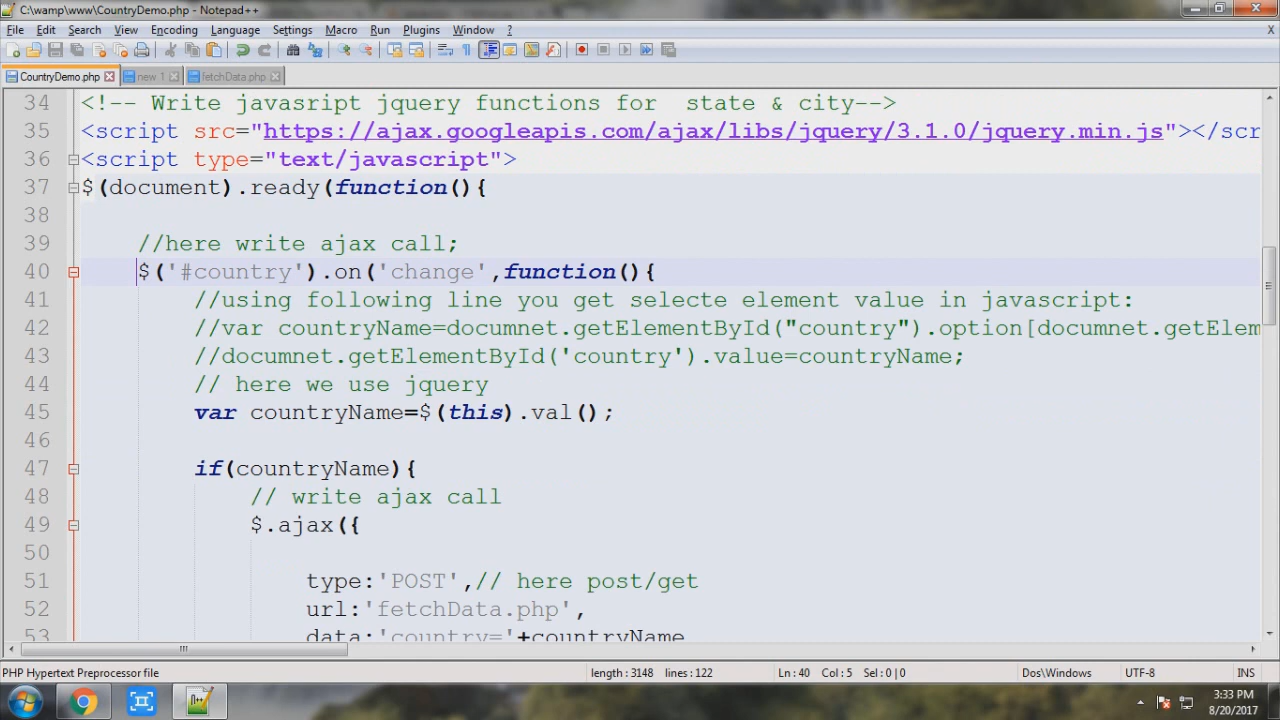 C:\wamp\www\CountryDemo.php - Notepad++
File Edit Search View Encoding Language Settings Macro Run Plugins Window ? X
CountryDemo.php new 1 fetchData.php
34 <!-- Write javasript jquery functions for state & city-->
35 <script src="https://ajax.googleapis.com/ajax/libs/jquery/3.1.0/jquery.min.js"></scr
36 <script type="text/javascript">
37 $(document).ready(function(){
38
39 //here write ajax call;
40 $('#country').on('change',function(){
41 //using following line you get selecte element value in javascript:
42 //var countryName=documnet.getElementById("country").option[documnet.getElem
43 //documnet.getElementById('country').value=countryName;
44 // here we use jquery
45 var countryName=$(this).val();
46
47 if(countryName){
48 // write ajax call
49 $.ajax({
50
51 type:'POST',// here post/get
52 url:'fetchData.php',
53 data:'country='+countryName
PHP Hypertext Preprocessor file length : 3148 lines : 122 Ln : 40 Col : 5 Sel : 0 | 0 Dos\Windows UTF-8 INS
3:33 PM
8/20/2017